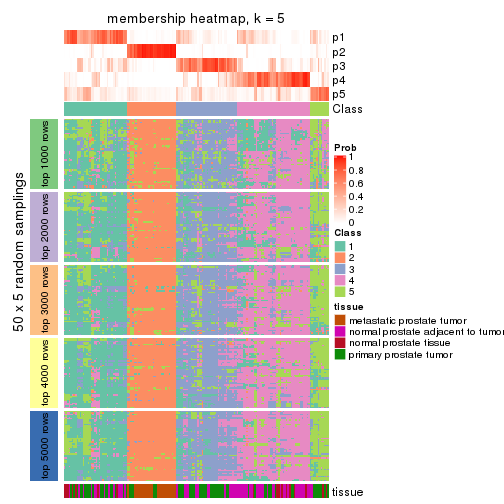 membership heatmap, k = 5
p1
p2
p3
p4
p5
Class
50 x 5 random samplings
top 1000 rows
top 2000 rows
top 3000 rows
top 4000 rows
top 5000 rows
tissue
Prob
1
0.8
0.6
0.4
0.2
0
Class
1
2
3
4
5
tissue
metastatic prostate tumor
normal prostate adjacent to tumor
normal prostate tissue
primary prostate tumor